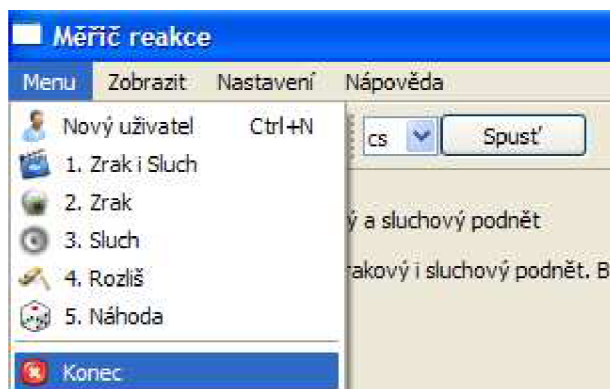 Měřič reakce
Menu Zobrazit Nastavení Nápověda
Nový uživatel Ctrl+N
cs Spusť
1. Zrak i Sluch
2. Zrak
ý a sluchový podnět
3. Sluch
rakový i sluchový podnět. B
4. Rozliš
5. Náhoda
Konec